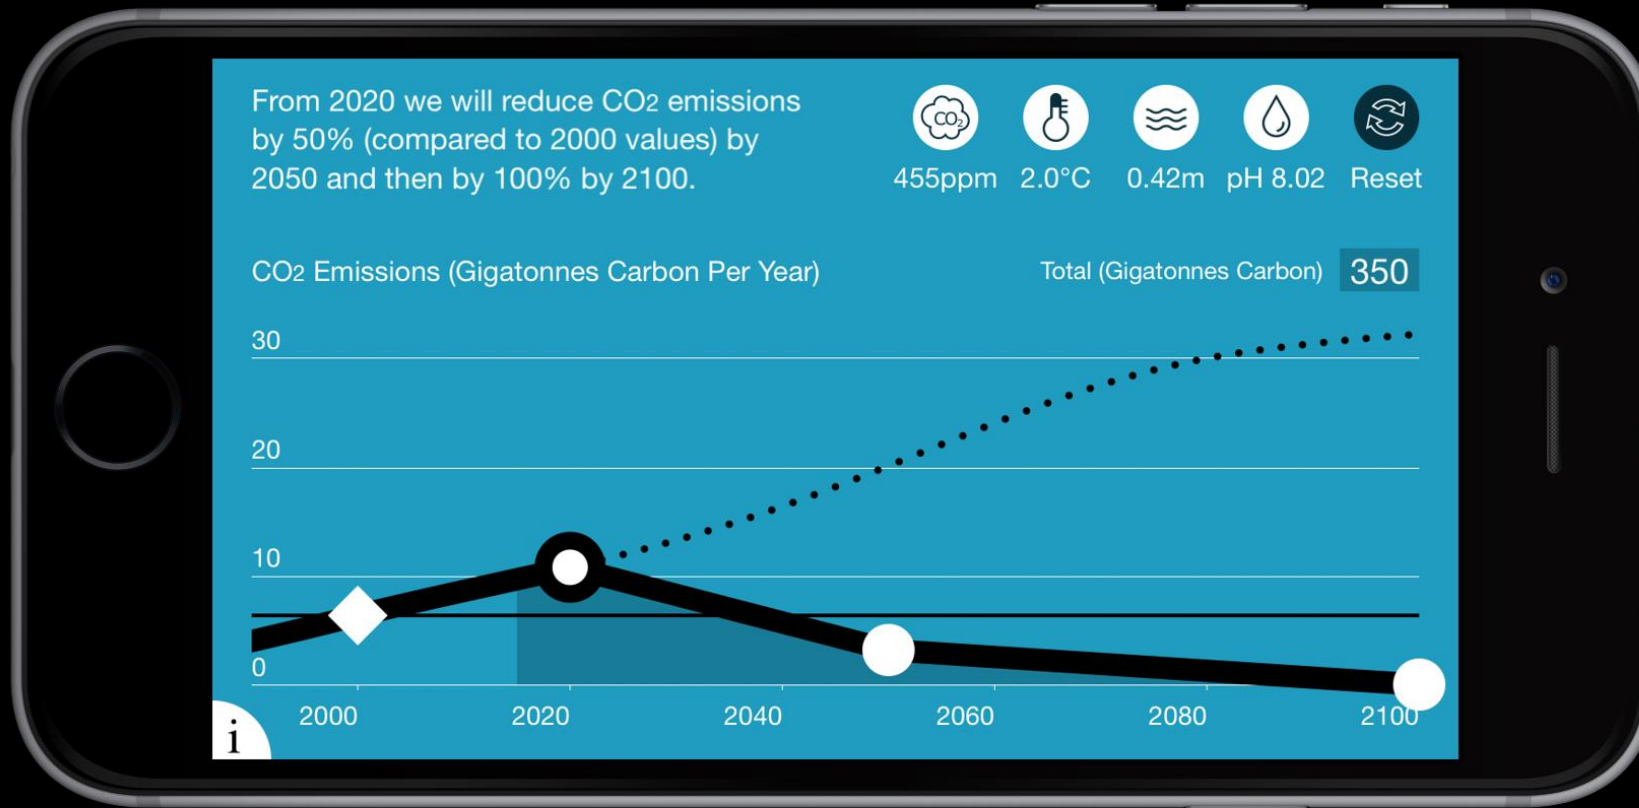 From 2020 we will reduce CO2 emissions
by 50% (compared to 2000 values) by
2050 and then by 100% by 2100.
CO2
455ppm 2.0°C 0.42m pH 8.02 Reset
CO2 Emissions (Gigatonnes Carbon Per Year) Total (Gigatonnes Carbon) 350
30
20
10
0
2000 2020 2040 2060 2080 2100
i